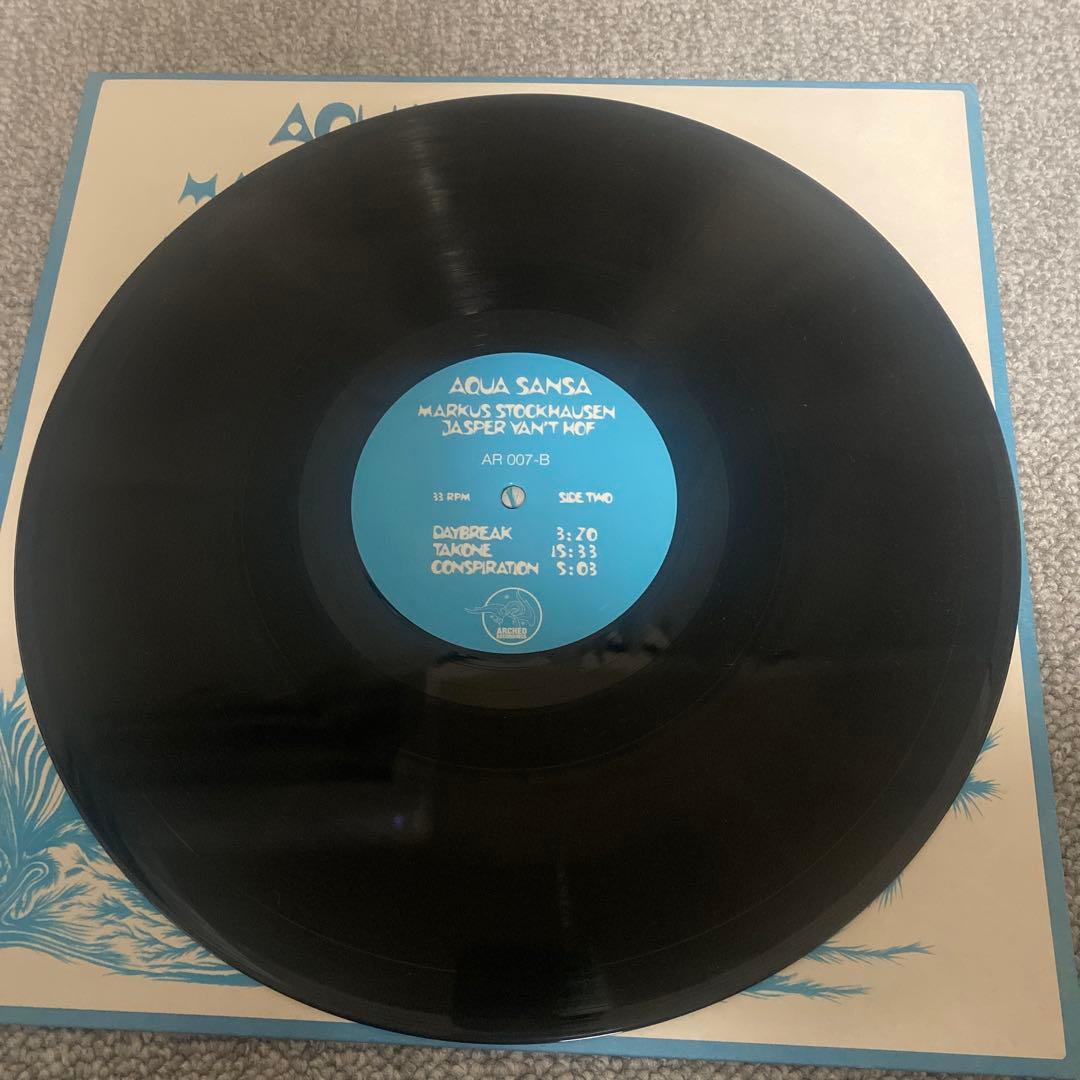 AQUA SANSA
MARKUS STOCKHAUSEN
JASPER VAN'T HOF
AR 007-B
33 RPM SIDE TWO
DAYBREAK 3:20
TAKONE 15:33
CONSPIRATION 5:03
ARCHEO
RECORDINGS